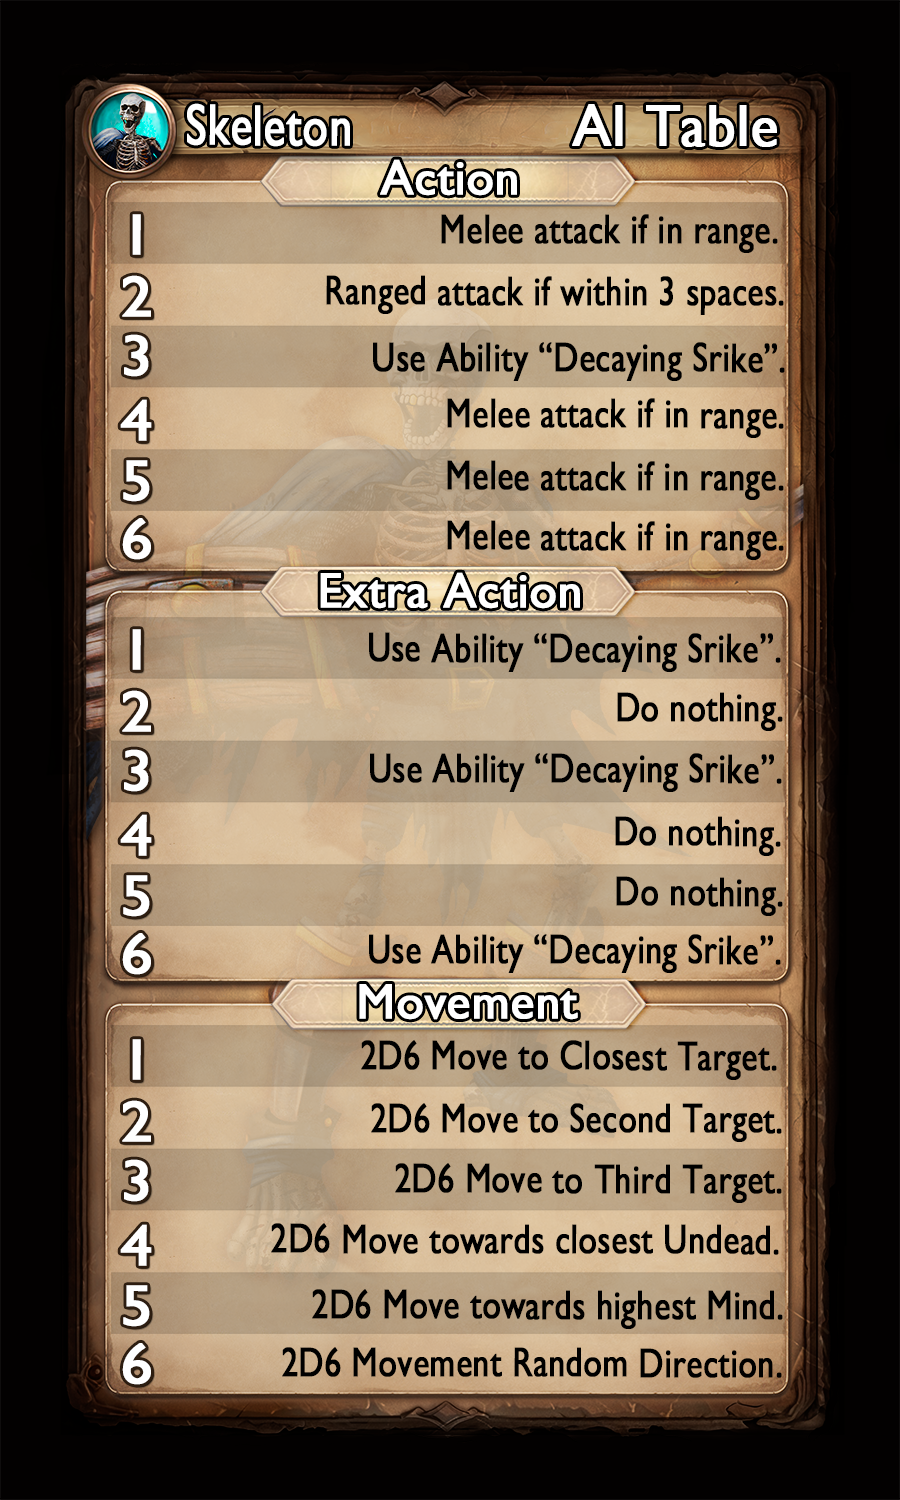 Skeleton AI Table
Action
1 Melee attack if in range.
2 Ranged attack if within 3 spaces.
3 Use Ability “Decaying Srike”.
4 Melee attack if in range.
5 Melee attack if in range.
6 Melee attack if in range.
Extra Action
1 Use Ability “Decaying Srike”.
2 Do nothing.
3 Use Ability “Decaying Srike”.
4 Do nothing.
5 Do nothing.
6 Use Ability “Decaying Srike”.
Movement
1 2D6 Move to Closest Target.
2 2D6 Move to Second Target.
3 2D6 Move to Third Target.
4 2D6 Move towards closest Undead.
5 2D6 Move towards highest Mind.
6 2D6 Movement Random Direction.